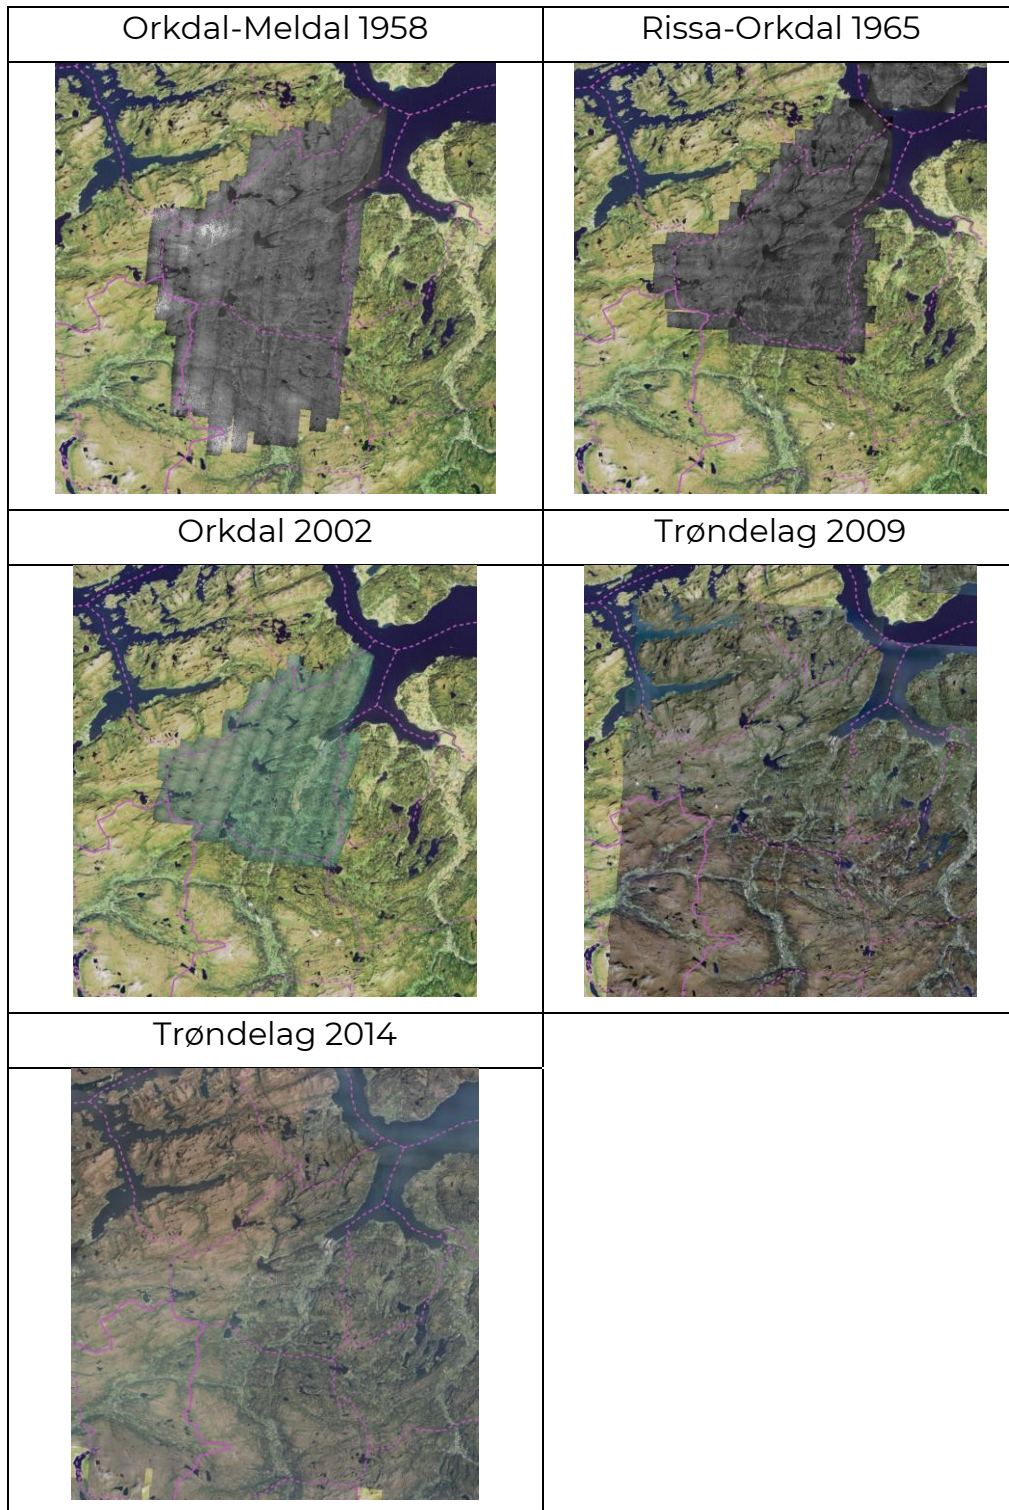 Orkdal-Meldal 1958
Rissa-Orkdal 1965
Orkdal 2002
Trøndelag 2009
Trøndelag 2014